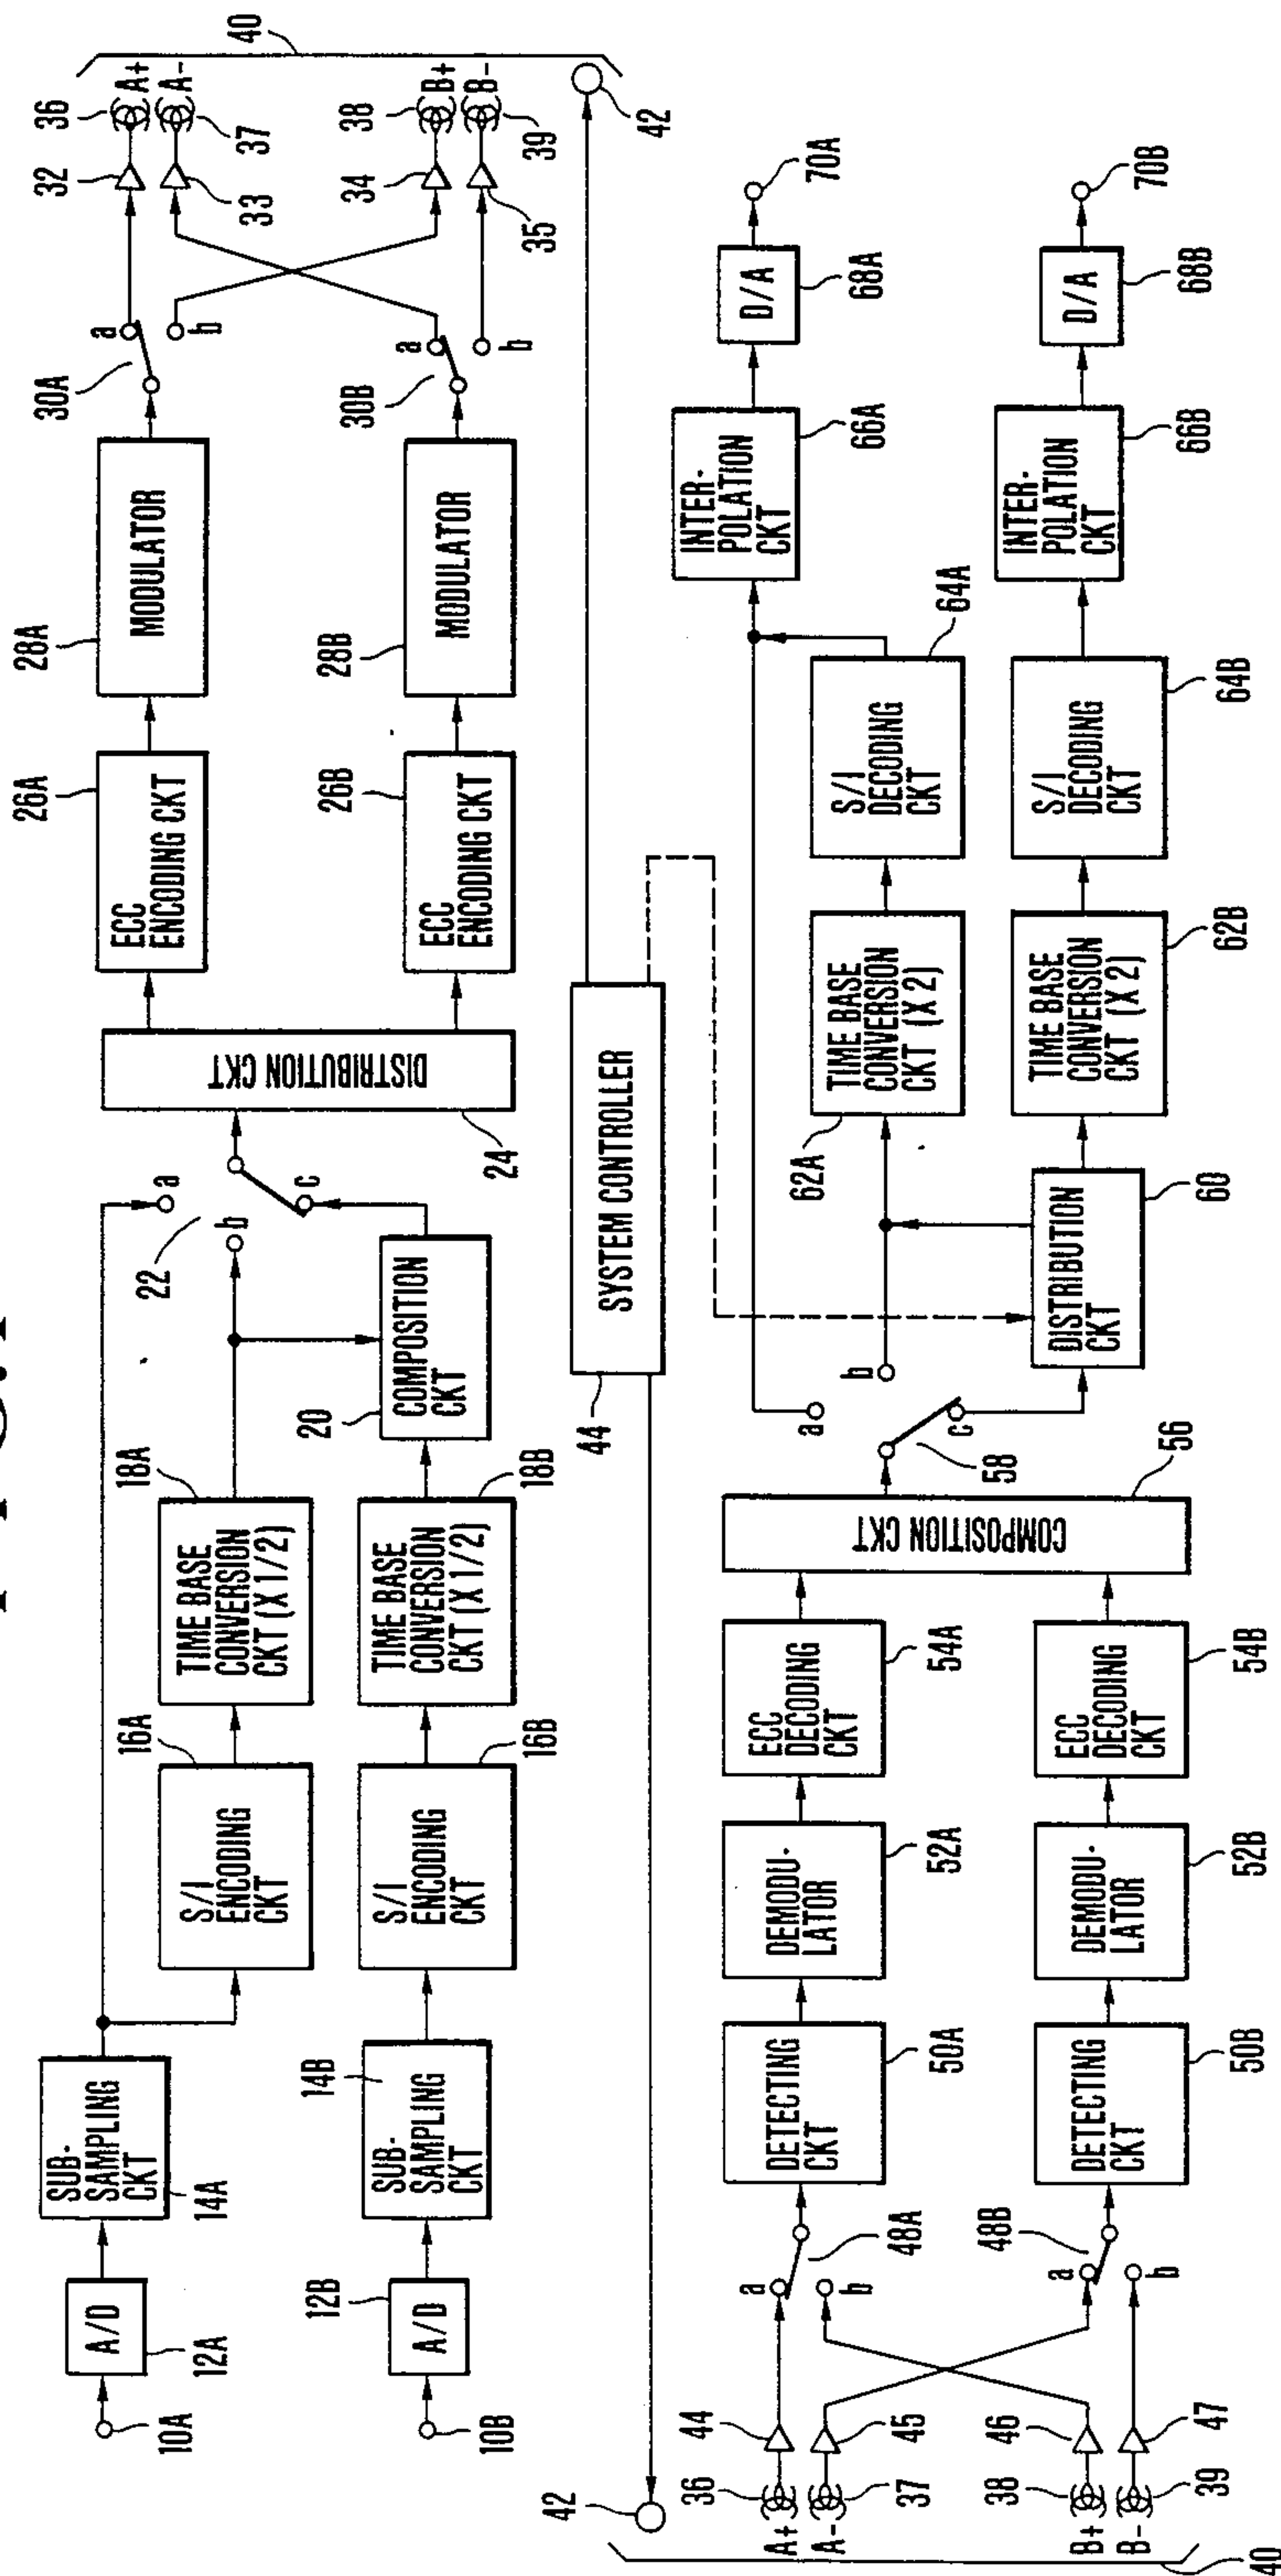 FIG. 1
10A
A/D
12A
SUB-
SAMPLING
CKT
14A
S/I
ENCODING
CKT
16A
TIME BASE
CONVERSION
CKT (X 1/2)
18A
10B
A/D
12B
SUB-
SAMPLING
CKT
14B
S/I
ENCODING
CKT
16B
TIME BASE
CONVERSION
CKT (X 1/2)
18B
COMPOSITION
CKT
20
a
b
c
22
DISTRIBUTION CKT
24
ECC
ENCODING CKT
26A
MODULATOR
28A
ECC
ENCODING CKT
26B
MODULATOR
28B
a
b
30A
a
b
30B
32
33
34
35
36
A+
A-
37
38
B+
B-
39
40
42
SYSTEM CONTROLLER
44
42
36
A+
A-
37
38
B+
B-
39
40
44
45
46
47
a
b
48A
a
b
48B
DETECTING
CKT
50A
DEMODU-
LATOR
52A
ECC
DECODING
CKT
54A
DETECTING
CKT
50B
DEMODU-
LATOR
52B
ECC
DECODING
CKT
54B
COMPOSITION CKT
56
a
b
c
58
DISTRIBUTION
CKT
60
TIME BASE
CONVERSION
CKT (X 2)
62A
S/I
DECODING
CKT
64A
INTER-
POLATION
CKT
66A
D/A
68A
70A
TIME BASE
CONVERSION
CKT (X 2)
62B
S/I
DECODING
CKT
64B
INTER-
POLATION
CKT
66B
D/A
68B
70B